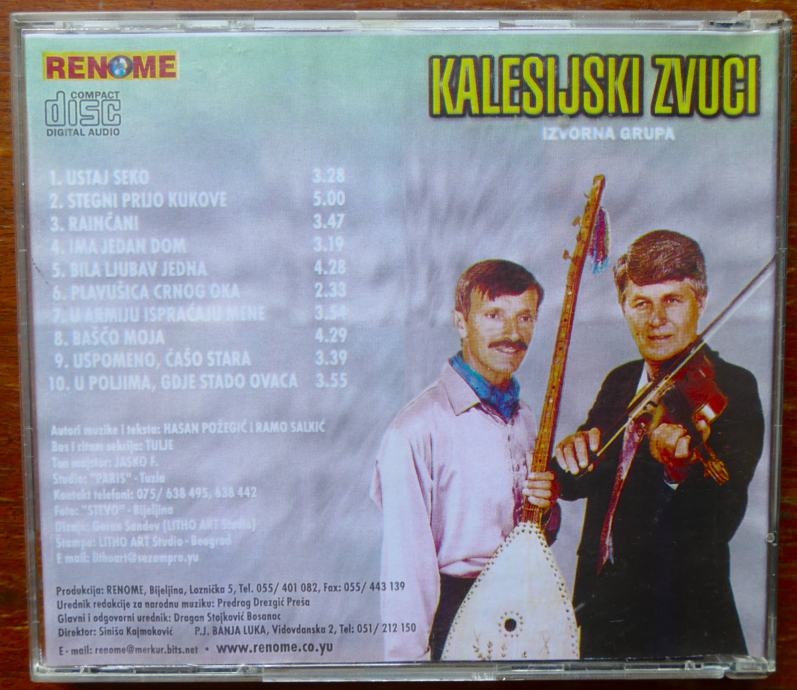 RENOME
COMPACT
disc
DIGITAL AUDIO
KALESIJSKI ZVUCI
IZVORNA GRUPA
1. USTAJ SEKO 3.28
2. STEGNI PRIJO KUKOVE 5.00
3. RAINČANI 3.47
4. IMA JEDAN DOM 3.19
5. BILA LJUBAV JEDNA 4.28
6. PLAVUŠICA CRNOG OKA 2.33
7. U ARMIJU ISPRAĆAJU MENE 3.54
8. BAŠČO MOJA 4.29
9. USPOMENO, ČAŠO STARA 3.39
10. U POLJIMA, GDJE STADO OVACA 3.55
Autori muzike i teksta: HASAN POŽEGIĆ i RAMO SALKIĆ
Bas i ritam sekcija: TULJE
Ton majstor: JASKO F.
Studio: "PARIS" - Tuzla
Kontakt telefoni: 075/ 638 495, 638 442
Foto: "STEVO" - Bijeljina
Dizajn: Goran Sandev (LITHO ART Studio)
Štampa: LITHO ART Studio - Beograd
E mail: lithoart@sezampro.yu
Produkcija: RENOME, Bijeljina, Loznička 5, Tel. 055/ 401 082, Fax: 055/ 443 139
Urednik redakcije za narodnu muziku: Predrag Drezgić Preša
Glavni i odgovorni urednik: Dragan Stojković Bosanac
Direktor: Siniša Kajmaković P.J. BANJA LUKA, Vidovdanska 2, Tel: 051/ 212 150
E - mail: renome@merkur.bits.net • www.renome.co.yu